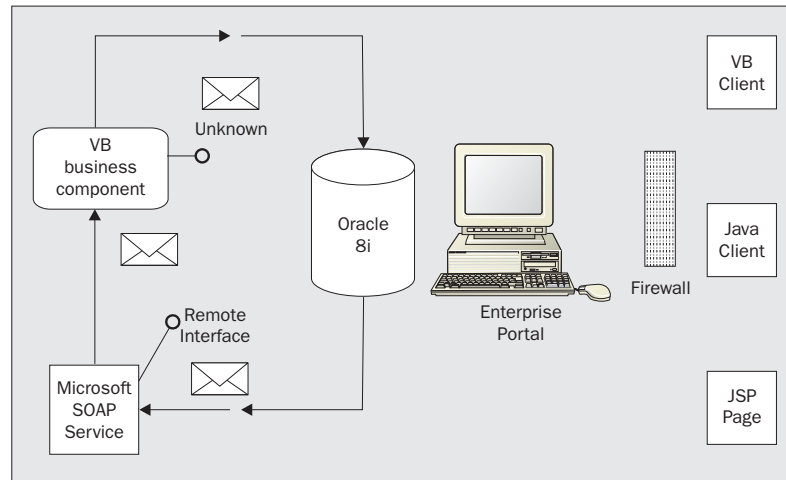 Unknown
VB
business
component
Oracle
8i
Remote
Interface
Microsoft
SOAP
Service
Enterprise
Portal
Firewall
VB
Client
Java
Client
JSP
Page